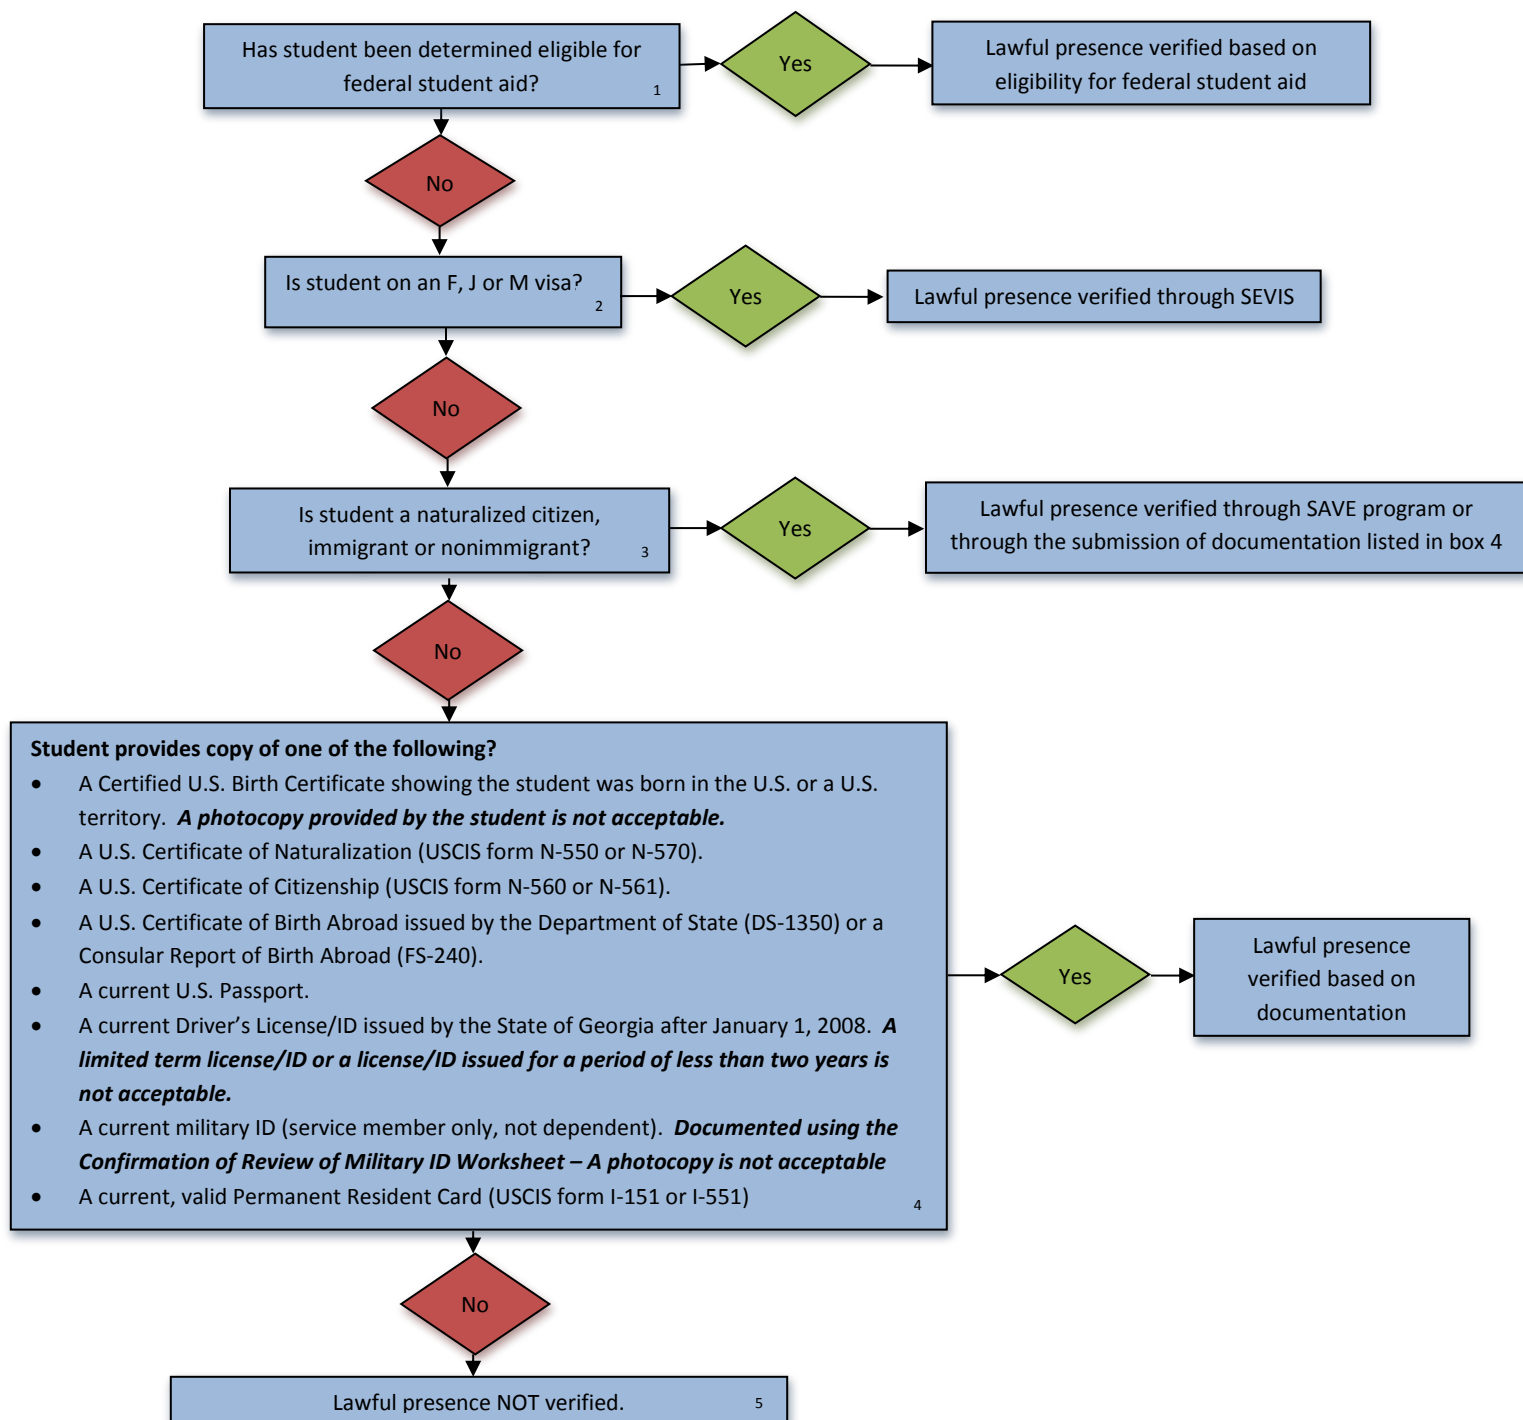 Has student been determined eligible for
federal student aid?
1
Yes
Lawful presence verified based on
eligibility for federal student aid
No
Is student on an F, J or M visa?
2
Yes
Lawful presence verified through SEVIS
No
Is student a naturalized citizen,
immigrant or nonimmigrant?
3
Yes
Lawful presence verified through SAVE program or
through the submission of documentation listed in box 4
No
Student provides copy of one of the following?
• A Certified U.S. Birth Certificate showing the student was born in the U.S. or a U.S.
territory. A photocopy provided by the student is not acceptable.
• A U.S. Certificate of Naturalization (USCIS form N-550 or N-570).
• A U.S. Certificate of Citizenship (USCIS form N-560 or N-561).
• A U.S. Certificate of Birth Abroad issued by the Department of State (DS-1350) or a
Consular Report of Birth Abroad (FS-240).
• A current U.S. Passport.
• A current Driver’s License/ID issued by the State of Georgia after January 1, 2008. A
limited term license/ID or a license/ID issued for a period of less than two years is
not acceptable.
• A current military ID (service member only, not dependent). Documented using the
Confirmation of Review of Military ID Worksheet – A photocopy is not acceptable
• A current, valid Permanent Resident Card (USCIS form I-151 or I-551)
4
Yes
Lawful presence
verified based on
documentation
No
Lawful presence NOT verified.
5